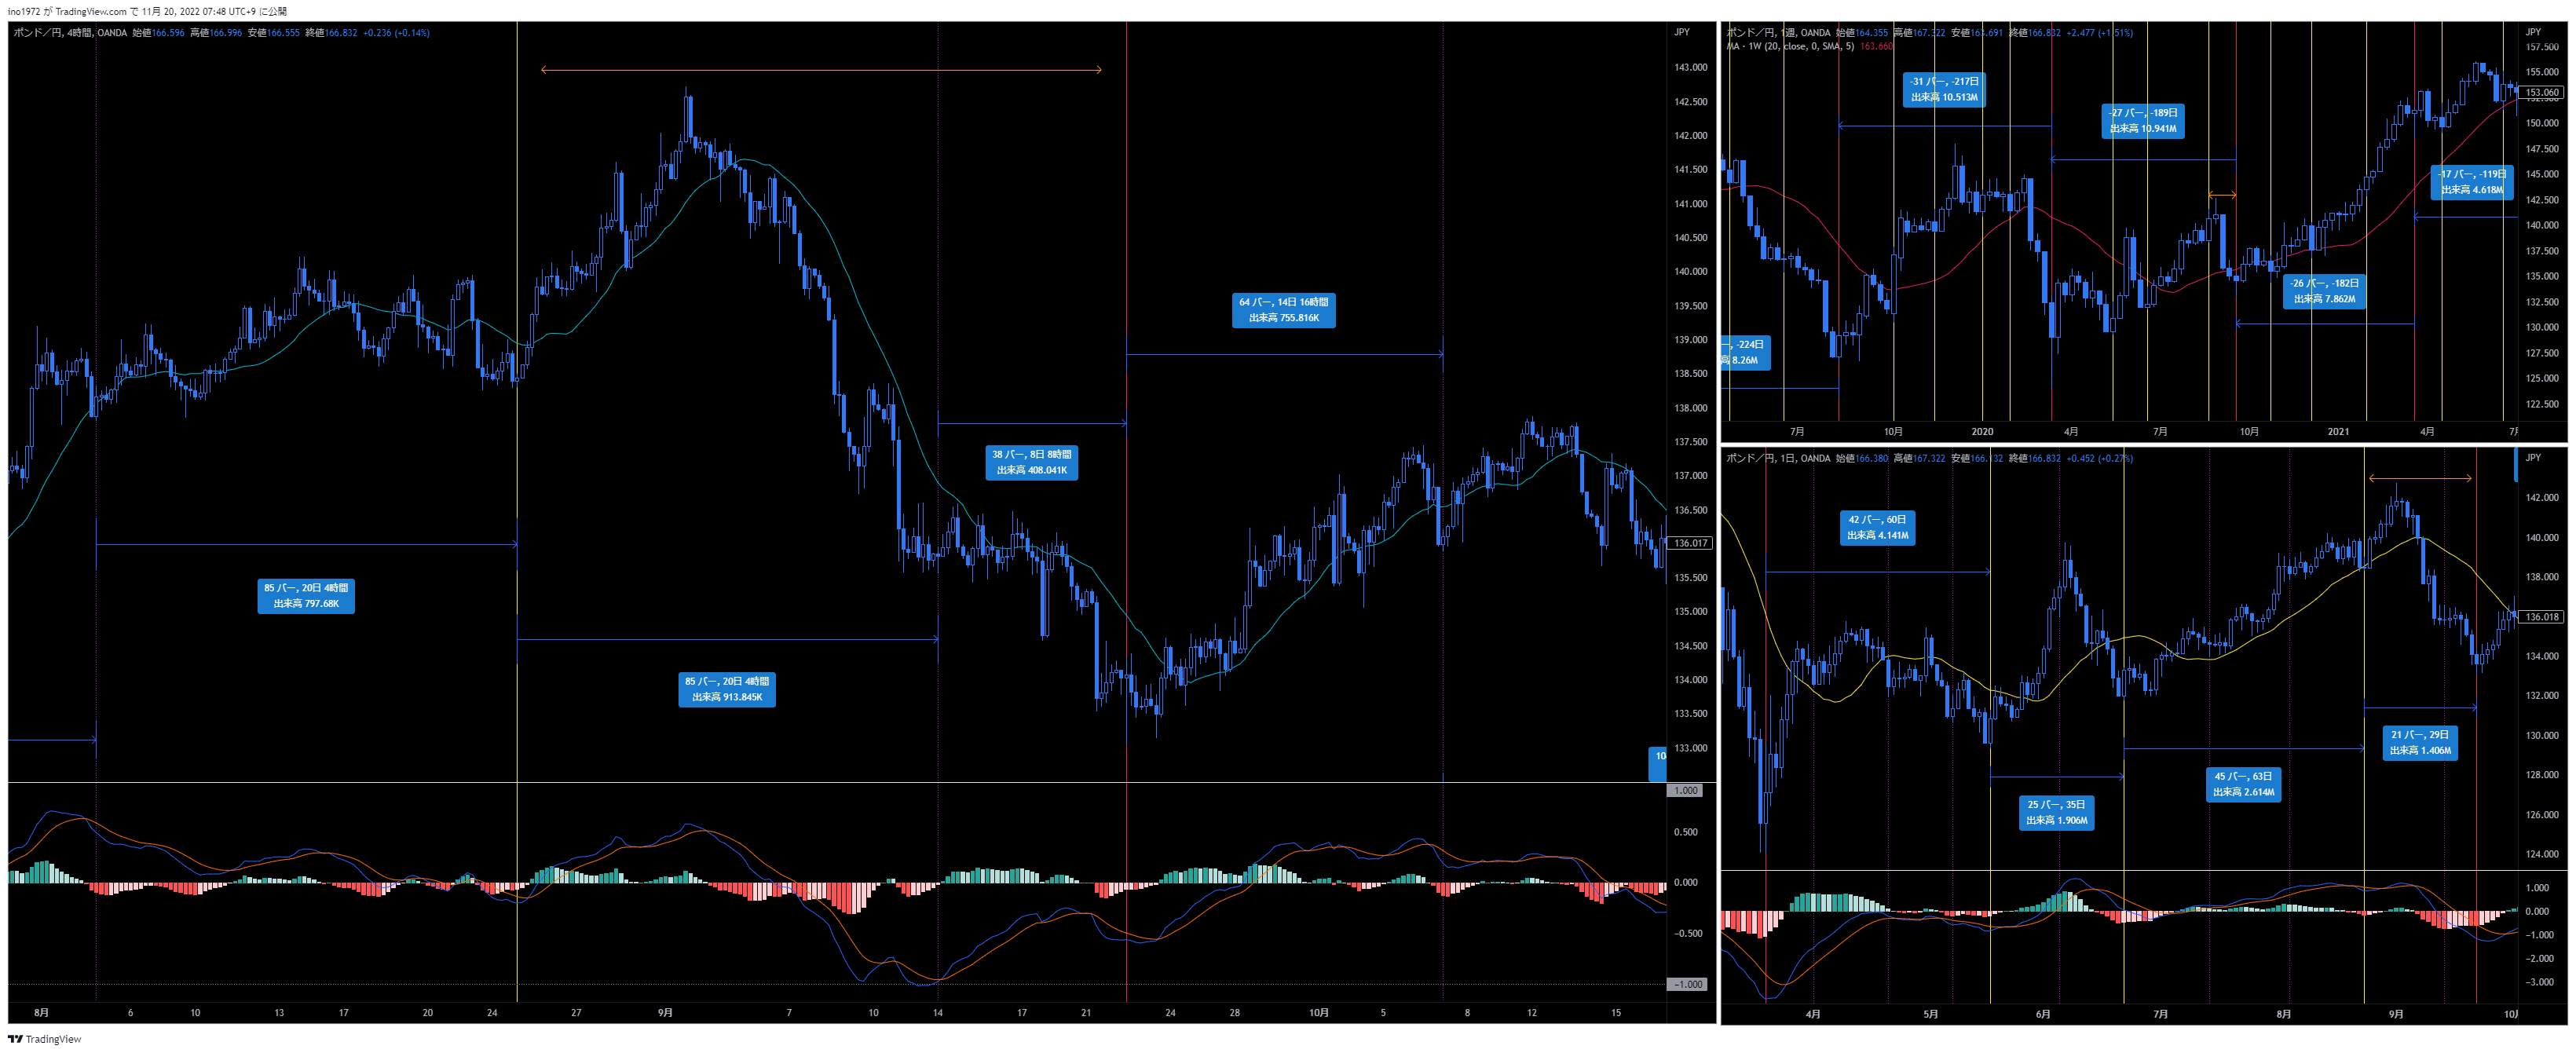 ino1972 が TradingView.com で 11月 20, 2022 07:48 UTC+9 に公開
ポンド／円, 4時間, OANDA 始値166.596 高値166.996 安値166.555 終値166.832 +0.236 (+0.14%)
JPY
143.000
142.500
142.000
141.500
141.000
140.500
140.000
139.500
139.000
138.500
138.000
137.500
137.000
136.500
136.017
135.500
135.000
134.500
134.000
133.500
133.000
64 バー, 14日 16時間
出来高 755.816K
38 バー, 8日 8時間
出来高 408.041K
85 バー, 20日 4時間
出来高 797.68K
85 バー, 20日 4時間
出来高 913.845K
10
1.000
0.500
0.000
−0.500
−1.000
8月 6 10 13 17 20 24 27 9月 7 10 14 17 21 24 28 10月 5 8 12 15
ポンド／円, 1週, OANDA 始値164.355 高値167.322 安値163.691 終値166.832 +2.477 (+1.51%)
MA · 1W (20, close, 0, SMA, 5) 163.660
JPY
157.500
155.000
153.060
150.000
147.500
145.000
142.500
140.000
137.500
135.000
132.500
130.000
127.500
125.000
122.500
-31 バー, -217日
出来高 10.513M
-27 バー, -189日
出来高 10.941M
-17 バー, -119日
出来高 4.618M
-26 バー, -182日
出来高 7.862M
ー, -224日
高 8.26M
7月 10月 2020 4月 7月 10月 2021 4月 7月
ポンド／円, 1日, OANDA 始値166.380 高値167.322 安値166.132 終値166.832 +0.452 (+0.27%)
JPY
142.000
140.000
138.000
136.018
134.000
132.000
130.000
128.000
126.000
124.000
42 バー, 60日
出来高 4.141M
21 バー, 29日
出来高 1.406M
45 バー, 63日
出来高 2.614M
25 バー, 35日
出来高 1.906M
1.000
0.000
−1.000
−2.000
−3.000
4月 5月 6月 7月 8月 9月 10月
TradingView